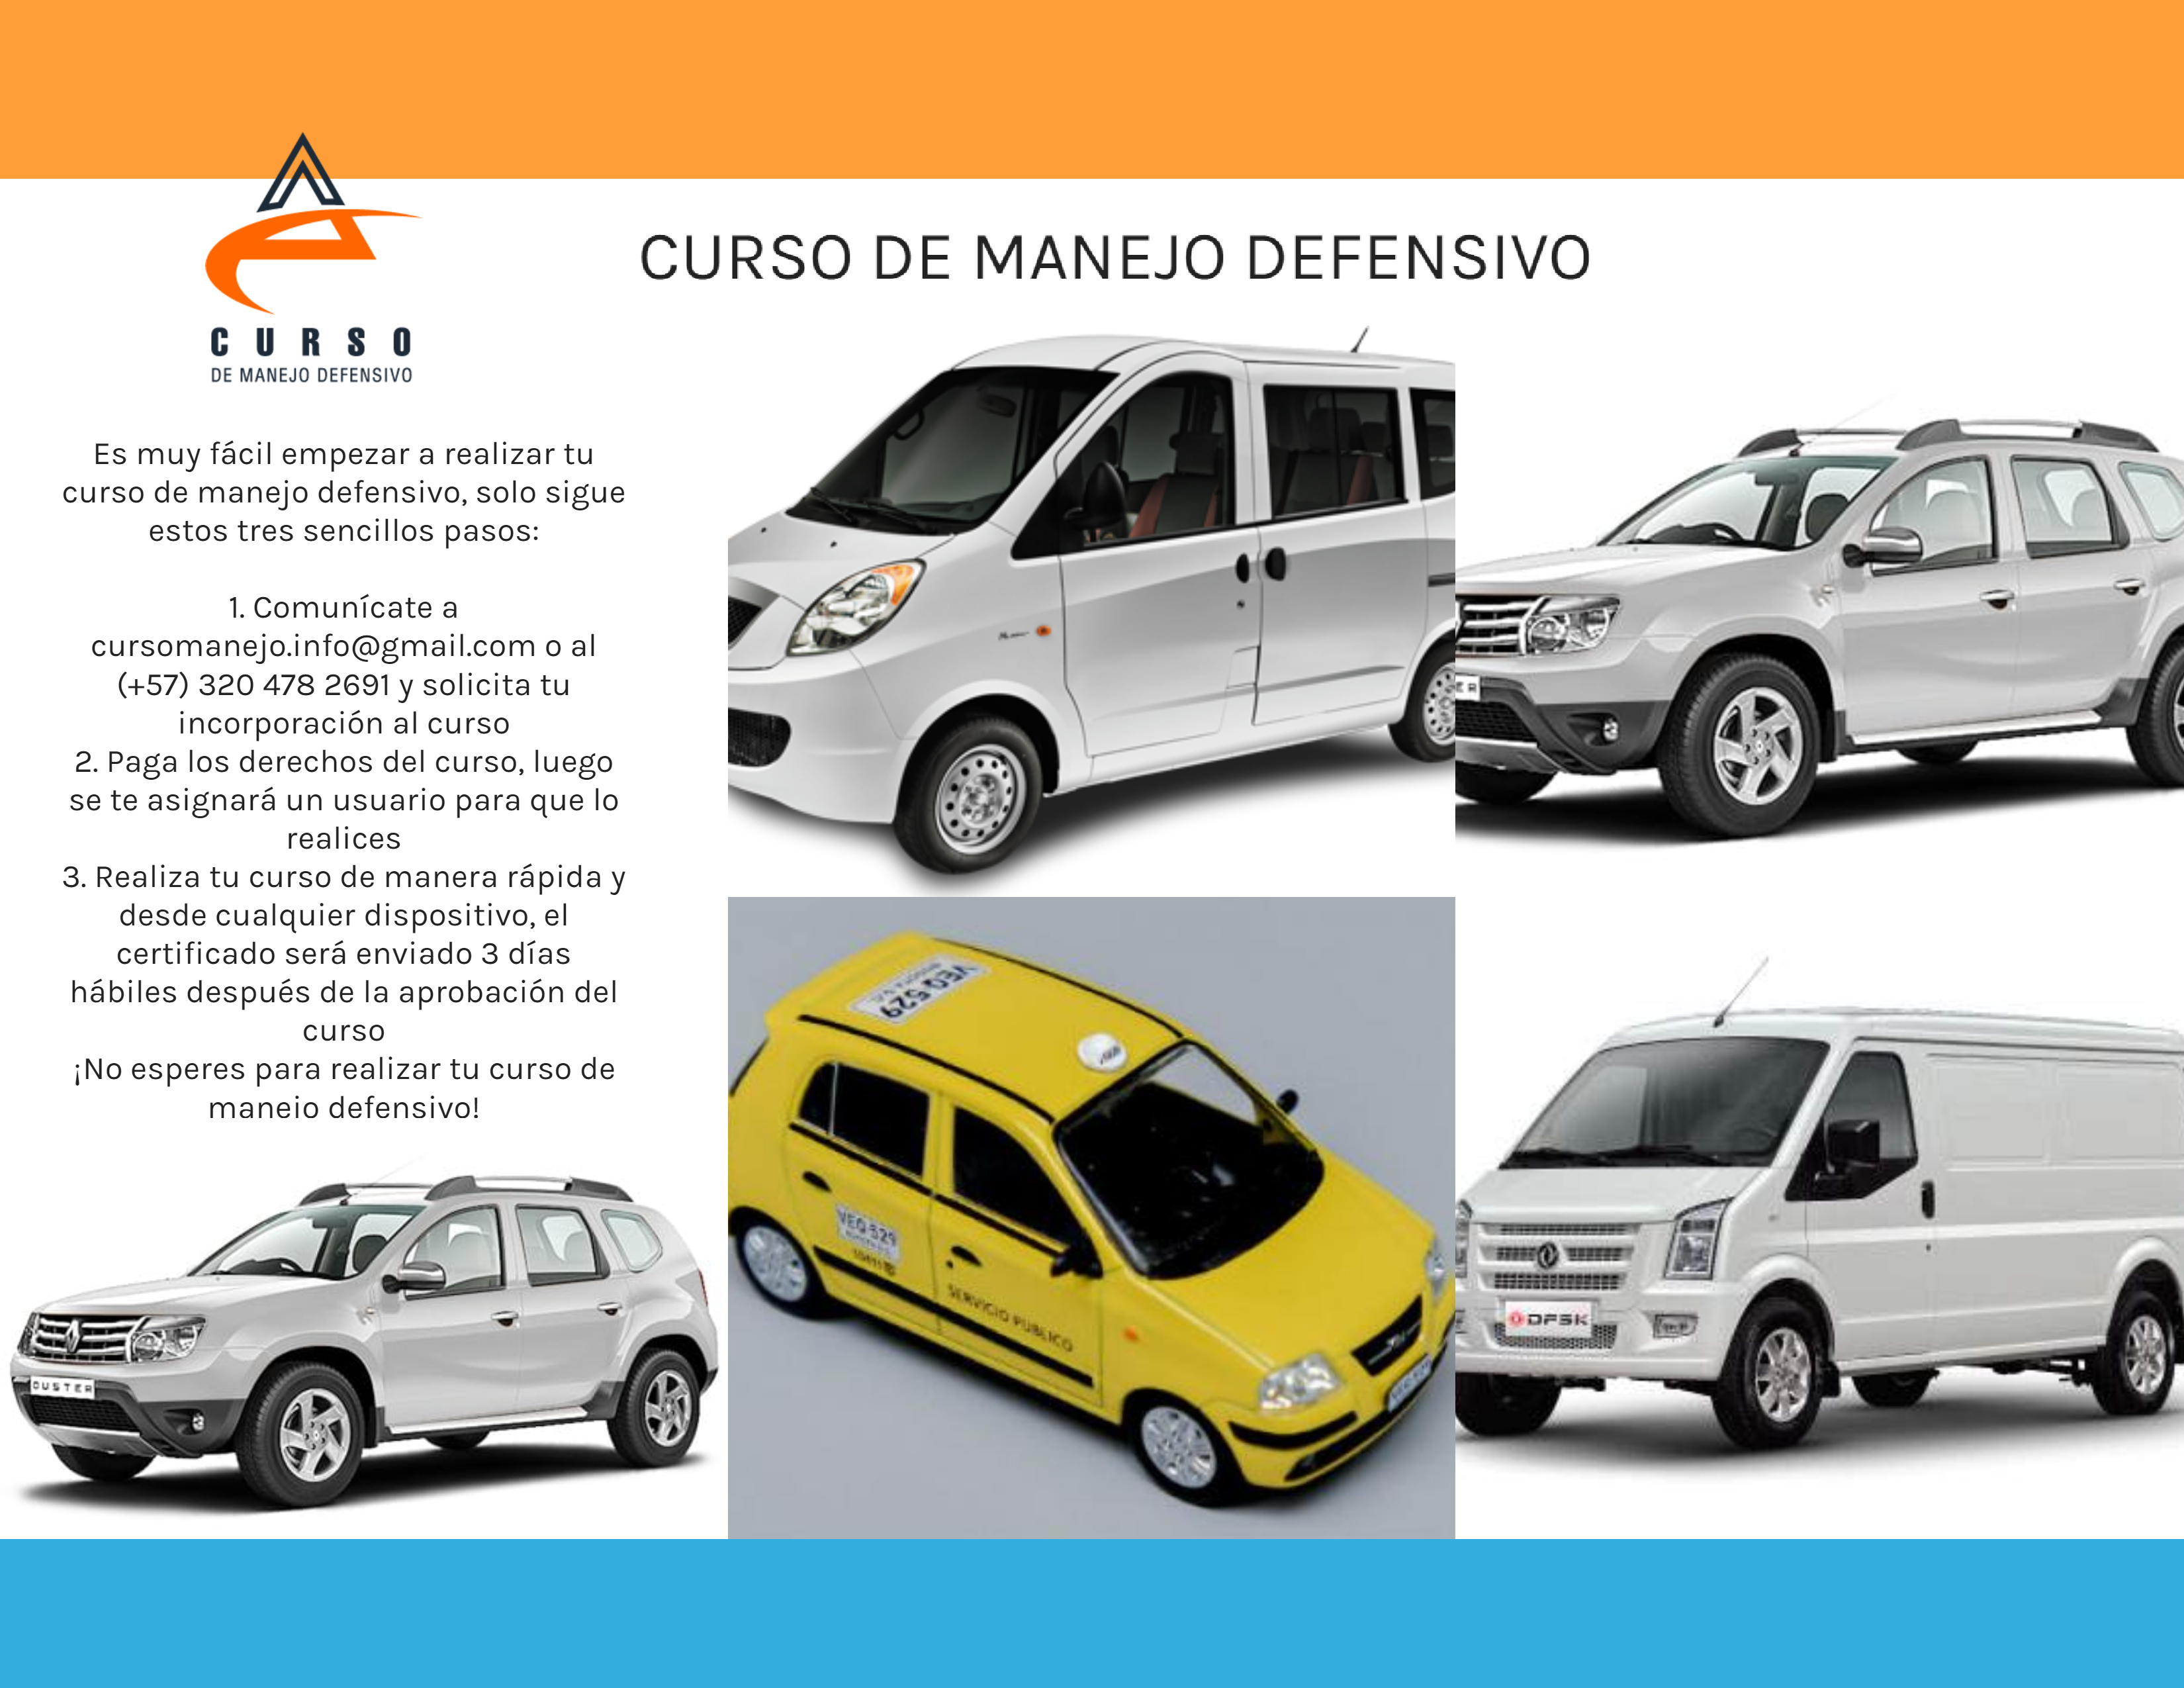 CURSO
DE MANEJO DEFENSIVO
CURSO DE MANEJO DEFENSIVO
Es muy fácil empezar a realizar tu
curso de manejo defensivo, solo sigue
estos tres sencillos pasos:
1. Comunícate a
cursomanejo.info@gmail.com o al
(+57) 320 478 2691 y solicita tu
incorporación al curso
2. Paga los derechos del curso, luego
se te asignará un usuario para que lo
realices
3. Realiza tu curso de manera rápida y
desde cualquier dispositivo, el
certificado será enviado 3 días
hábiles después de la aprobación del
curso
¡No esperes para realizar tu curso de
maneio defensivo!
DUSTER
ER
VEQ 529
VEQ-529
SERVICIO PUBLICO
DFSK